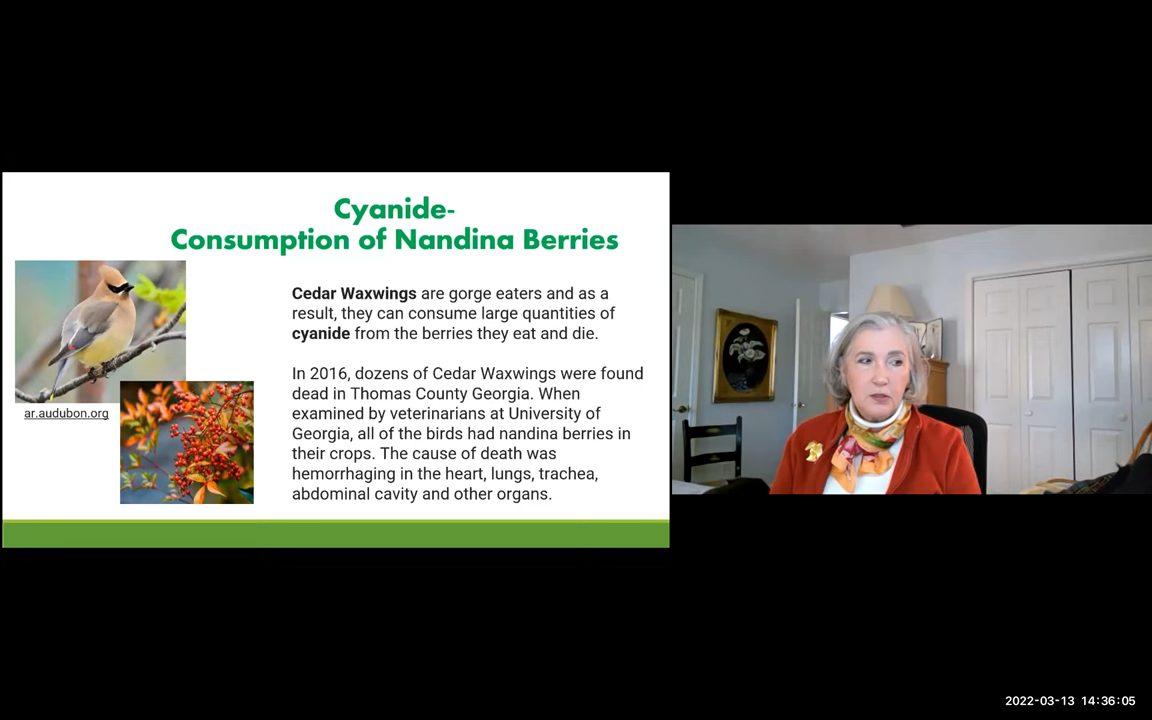 Cyanide-
Consumption of Nandina Berries
Cedar Waxwings are gorge eaters and as a
result, they can consume large quantities of
cyanide from the berries they eat and die.
In 2016, dozens of Cedar Waxwings were found
dead in Thomas County Georgia. When
examined by veterinarians at University of
Georgia, all of the birds had nandina berries in
their crops. The cause of death was
hemorrhaging in the heart, lungs, trachea,
abdominal cavity and other organs.
ar.audubon.org
2022-03-13 14:36:05